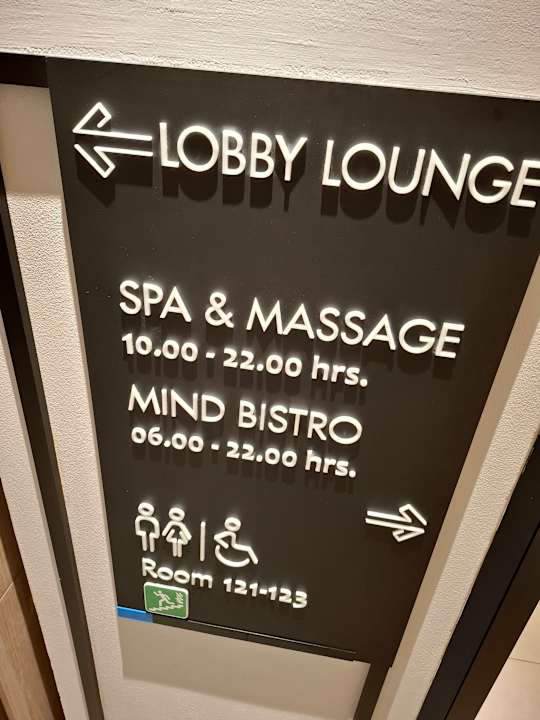 LOBBY LOUNGE
SPA & MASSAGE
10.00 - 22.00 hrs.
MIND BISTRO
06.00 - 22.00 hrs.
Room 121-123